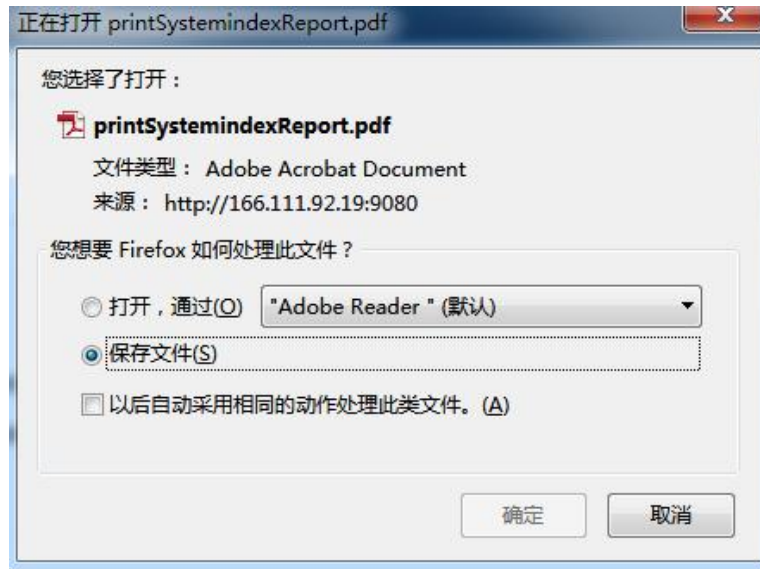 正在打开 printSystemindexReport.pdf
您选择了打开：
printSystemindexReport.pdf
文件类型： Adobe Acrobat Document
来源： http://166.111.92.19:9080
您想要 Firefox 如何处理此文件？
打开，通过(O) "Adobe Reader " (默认)
保存文件(S)
以后自动采用相同的动作处理此类文件。(A)
确定 取消